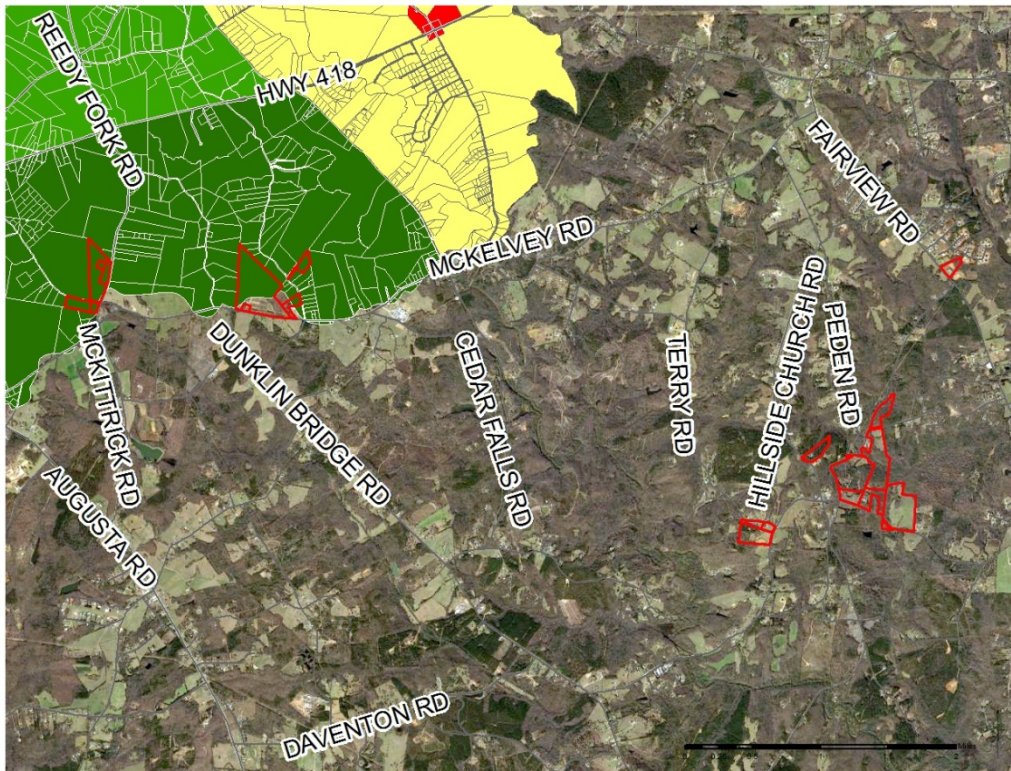 REEDY FORK RD
HWY 418
FAIRVIEW RD
MCKELVEY RD
HILLSIDE CHURCH RD
PEDEN RD
MCKITTRICK RD
DUNKLIN BRIDGE RD
CEDAR FALLS RD
TERRY RD
AUGUSTA RD
DAVENTON RD